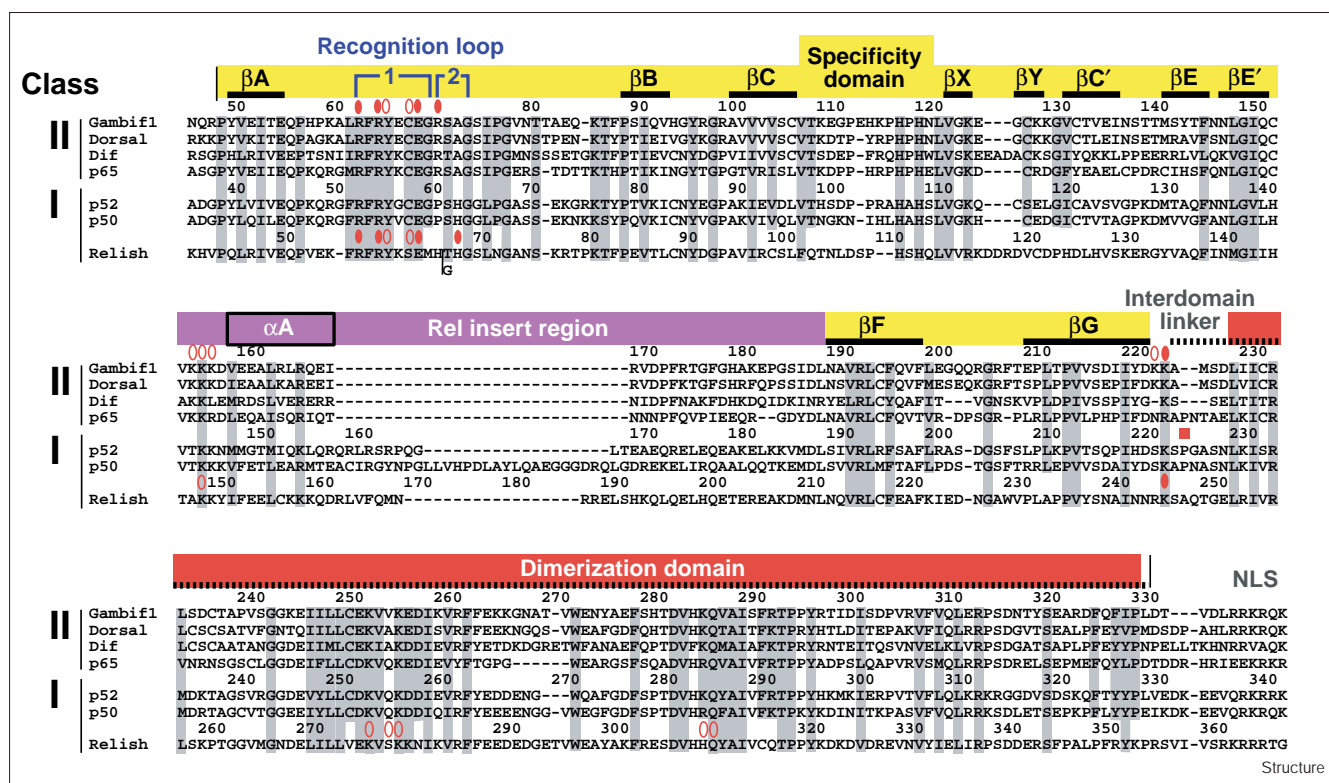 Recognition loop
Specificity domain
Class
βA 1 2 βB βC βX βY βC′ βE βE′
50 60 70 80 90 100 110 120 130 140 150
II
Gambif1 NQRPYVEITEQPHPKALRFRYECEGRSAGSIPGVNTTAEQ-KTFPSIQVHGYRGRAVVVVSCVTKEGPEHKPHPHNLVGKE---GCKKGVCTVEINSTTMSYTFNNLGIQC
Dorsal RKKPYVKITEQPAGKALRFRYECEGRSAGSIPGVNSTPEN-KTYPTIEIVGYKGRAVVVVSCVTKDTP-YRPHPHNLVGKE---GCKKGVCTLEINSETMRAVFSNLGIQC
Dif RSGPHLRIVEEPTSNIIRFRYKCEGRTAGSIPGMNSSSETGKTFPTIEVCNYDGPVIIVVSCVTSDEP-FRQHPHWLVSKEEADACKSGIYQKKLPPEERRLVLQKVGIQC
p65 ASGPYVEIIEQPKQRGMRFRYKCEGRSAGSIPGERS-TDTTKTHPTIKINGYTGPGTVRISLVTKDPP-HRPHPHELVGKD---CRDGFYEAELCPDRCIHSFQNLGIQC
40 50 60 70 80 90 100 110 120 130 140
I
p52 ADGPYLVIVEQPKQRGFRFRYGCEGPSHGGLPGASSEKGRKTYPTVKICNYEGPAKIEVDLVTHSDP-PRAHAHSLVGKQ---CSELGICAVSVGPKDMTAQFNNLGVLH
p50 ADGPYLQILEQPKQRGFRFRYVCEGPSHGGLPGASSEKNKKSYPQVKICNYVGPAKVIVQLVTNGKN-IHLHAHSLVGKH---CEDGICTVTAGPKDMVVGFANLGILH
50 70 80 90 100 110 120 130 140
Relish KHVPQLRIVEQPVEK-FRFRYKSEMHTHGSLNGANS-KRTPKTFPEVTLCNYDGPAVIRCSLFQTNLDSP--HSHQLVVRKDDRDVCDPHDLHVSKERGYVAQFINMGIIH
G
αA Rel insert region βF βG Interdomain linker
160 170 180 190 200 210 220 230
II
Gambif1 VKKKDVEEALRLRQEI----------------------------RVDPFRTGFGHAKEPGSIDLNAVRLCFQVFLEGQQRGRFTEPLTPVVSDIIYDKKA--MSDLIICR
Dorsal VKKKDIEAALKAREEI----------------------------RVDPFKTGFSHRFQPSSIDLNSVRLCFQVFMESEQKGRFTSPLPPVVSEPIFDKKA--MSDLVICR
Dif AKKLEMRDSLVERERR----------------------------NIDPFNAKFDHKDQIDKINRYELRLCYQAFIT--VGNSKVPLDPIVSSPIYG-KS---SELTITR
p65 VKKRDLEQAISQRIQT----------------------------NNNPFQVPIEEQR--GDYDLNAVRLCFQVTVR-DPSGR-PLRLPPVLPHPIFDNRAPNTAELKICR
150 160 170 180 190 200 210 220 230
I
p52 VTKKNMMGTMIQKLQRQRLRSRPQG-------------------LTEAEQRELEQEAKELKKVMDLSIVRLRFSAFLRAS-DGSFSLPLKPVTSQPIHDSKSPGASNLKISR
p50 VTKKKVFETLEARMTEACIRGYNPGLLVHPDLAYLQAEGGGDRQLGDREKELIRQAALQQTKEMDLSVVRLMFTAFLPDS-TGSFTRRLEPVVSDAIYDSKAPNASNLKIVR
150 160 170 180 190 200 210 219 230 240 250
Relish TAKKYIFEELCKKKQDRLVFQMN---------------------RRELSHKQLQELHQETEREAKDMNLNQVRLCFEAFKIED-NGAWVPLAPPVYSNAINNRKSAQTGELRIVR
Dimerization domain NLS
240 250 260 270 280 290 300 310 320 330
II
Gambif1 LSDCTAPVSGGKEIILLCEKVVKEDIKVRFFEKKGNAT-VWENYAEFSHTDVHKQVAISFRTPPYRTIDISDPVRVFVQLERPSDNTYSEARDFQFIPLDT---VDLRRKRQK
Dorsal LCSCSATVFGNTQIILLCEKVAKEDISVRFFEEKNGQS-VWEAFGDFQHTDVHKQTAITFKTPRYHTLDITEPAKVFIQLRRPSDGVTSEALPFEYVPMDSDP-AHLRRKRQK
Dif LCSCAATANGGDEIIMLCEKIAKDDIEVRFYETDKDGRETWFANAEFQPTDVFKQMAIAFKTPRYRNTEITQSVNVELKLVRPSDGATSAPLPFEYYPNPELLTKHNRRVAQK
p65 VNRNSGSCLGGDEIFLLCDKVQKEDIEVYFTGPG------WEARGSFSQADVHRQVAIVFRTPPYADPSLQAPVRVSMQLRRPSDRELSEPMEFQYLPDTDDR-HRIEEKRKR
240 250 260 270 280 290 300 310 320 330 340
I
p52 MDKTAGSVRGGDEVYLLCDKVQKDDIEVRFYEDDENG--WQAFGDFSPTDVHKQYAIVFRTPPYHKMKIERPVTVFLQLKRKRGGDVSDSKQFTYYPLVEDK-EEVQRKRRK
p50 MDRTAGCVTGGEEIYLLCDKVQKDDIQIRFYEEEENGG-VWEGFGDFSPTDVHRQFAIVFKTPKYKDINITKPASVFVQLRRKSDLETSEPKPFLYYPEIKDK-EEVQRKRQK
260 270 280 290 300 310 320 330 340 350 360
Relish LSKPTGGVMGNDELILLVEKVSKKNIKVRFFEEDEDGETVWEAYAKFRESDVHHQYAIVCQTPPYKDKDVDREVNVYIELIRPSDDERSFPALPFRYKPRSVI-VSRKRRRTG
Structure